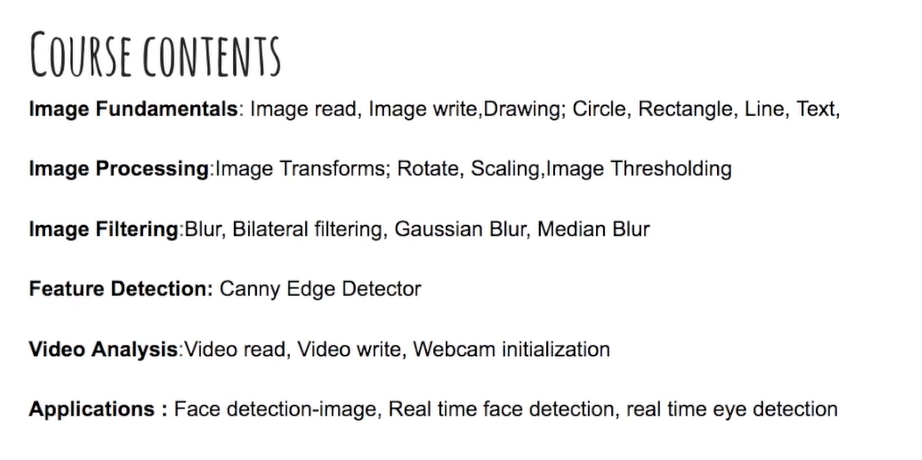 COURSE CONTENTS
Image Fundamentals: Image read, Image write,Drawing; Circle, Rectangle, Line, Text,
Image Processing:Image Transforms; Rotate, Scaling,Image Thresholding
Image Filtering:Blur, Bilateral filtering, Gaussian Blur, Median Blur
Feature Detection: Canny Edge Detector
Video Analysis:Video read, Video write, Webcam initialization
Applications : Face detection-image, Real time face detection, real time eye detection